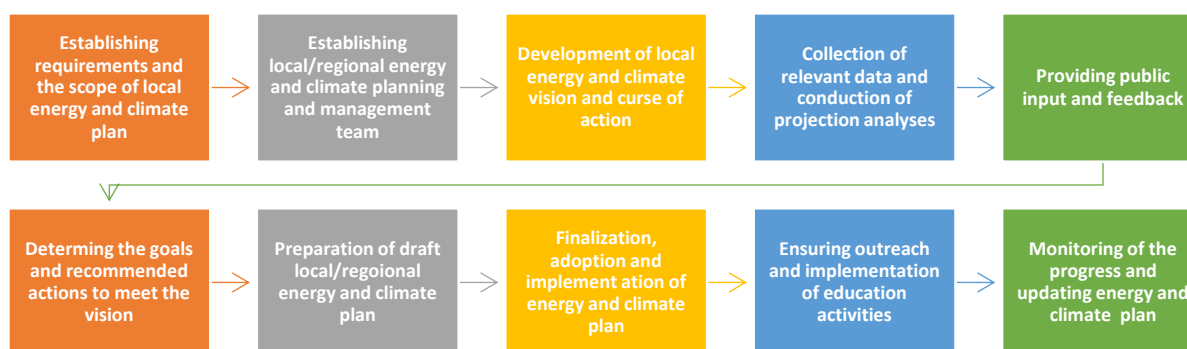 Establishing
requirements and
the scope of local
energy and climate
plan
Establishing
local/regional energy
and climate planning
and management
team
Development of local
energy and climate
vision and curse of
action
Collection of
relevant data and
conduction of
projection analyses
Providing public
input and feedback
Determing the goals
and recommended
actions to meet the
vision
Preparation of draft
local/regoional
energy and climate
plan
Finalization,
adoption and
implement ation of
energy and climate
plan
Ensuring outreach
and implementation
of education
activities
Monitoring of the
progress and
updating energy and
climate plan